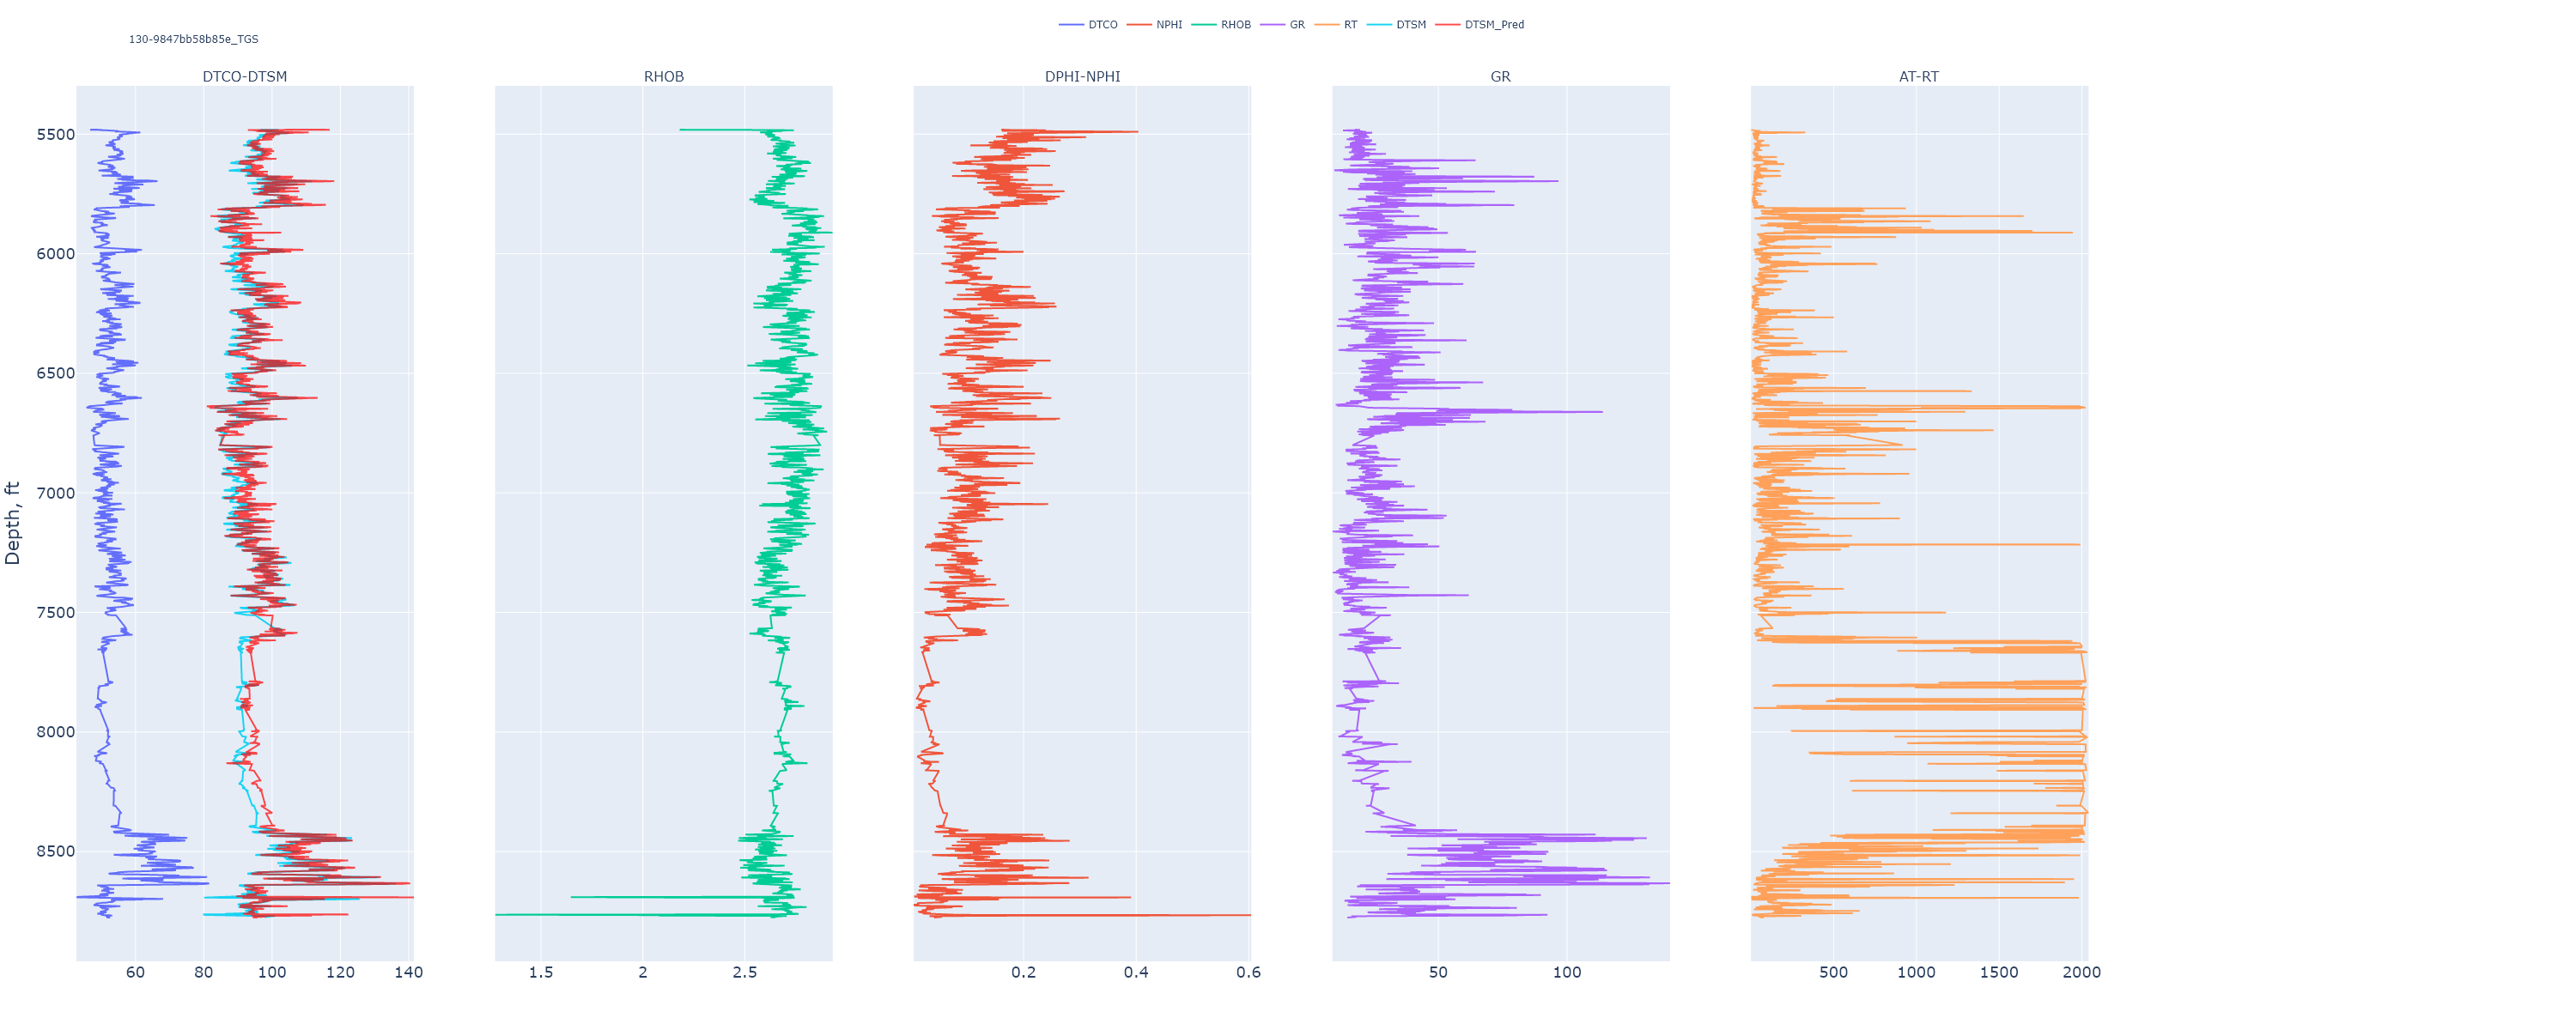 DTCO NPHI RHOB GR RT DTSM DTSM_Pred
130-9847bb58b85e_TGS
DTCO-DTSM RHOB DPHI-NPHI GR AT-RT
5500
6000
6500
7000
7500
8000
8500
Depth, ft
60 80 100 120 140 1.5 2 2.5 0.2 0.4 0.6 50 100 500 1000 1500 2000